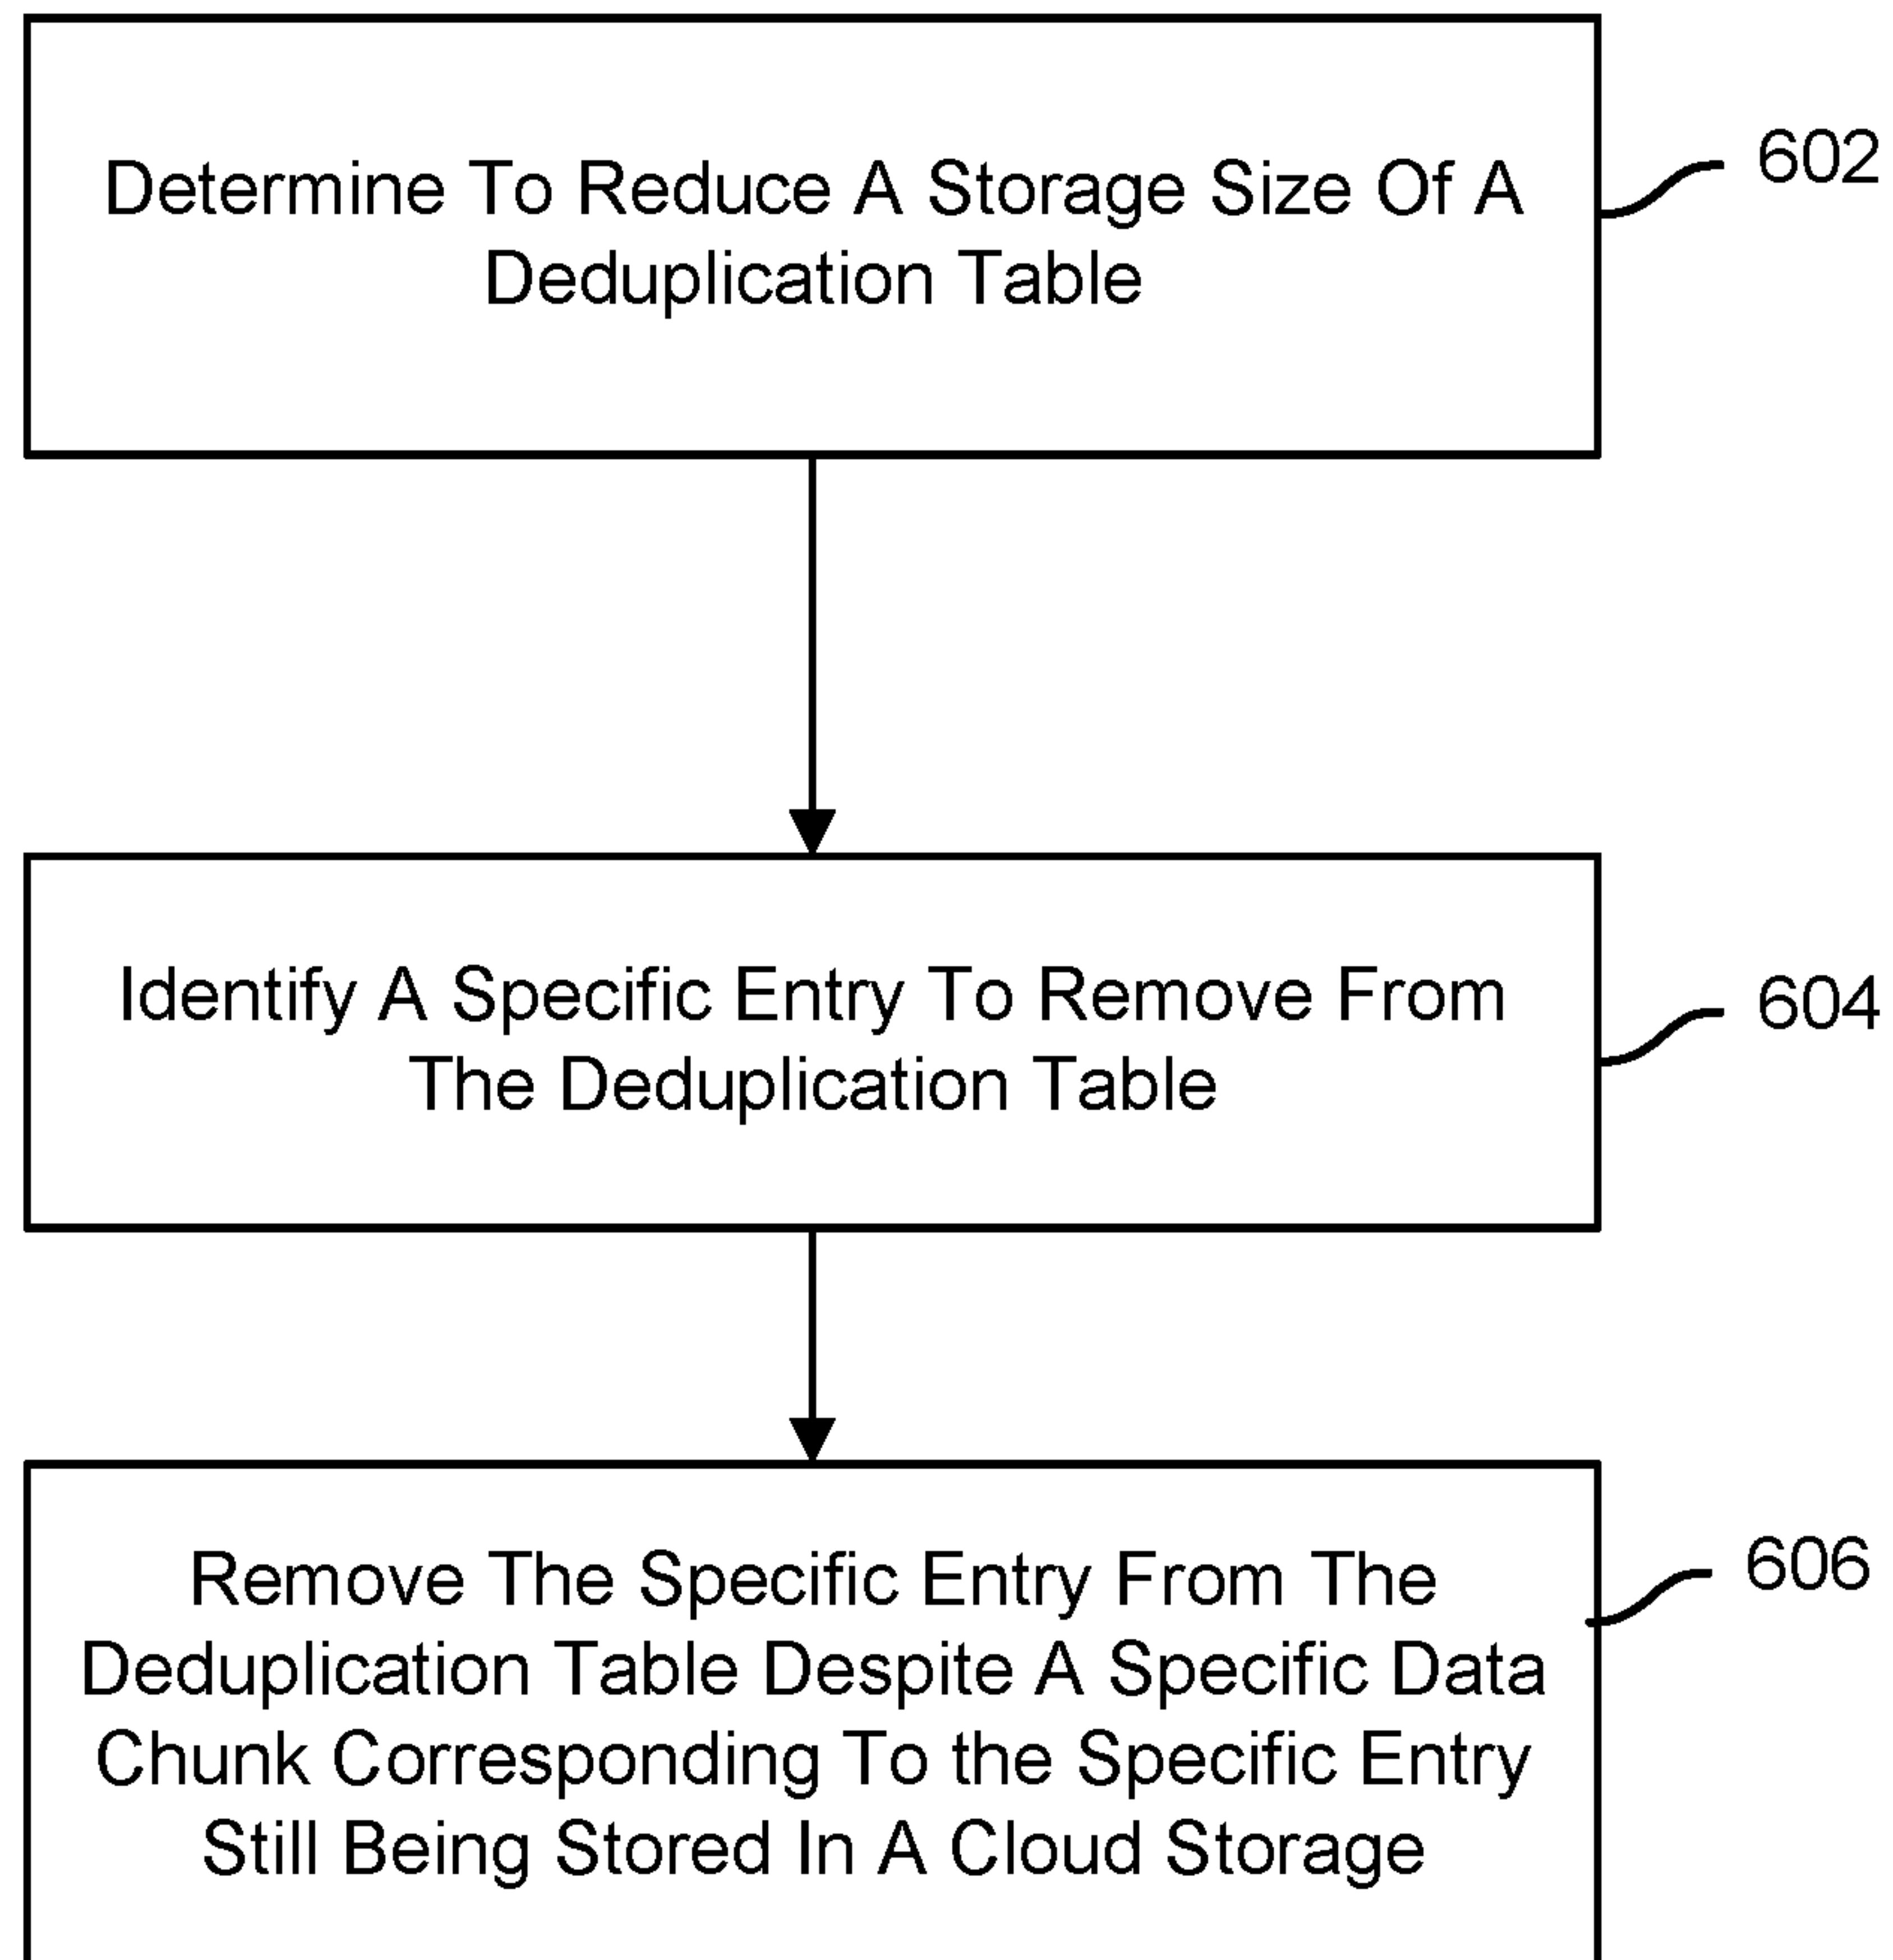 Determine To Reduce A Storage Size Of A
Deduplication Table
602
Identify A Specific Entry To Remove From
The Deduplication Table
604
Remove The Specific Entry From The
Deduplication Table Despite A Specific Data
Chunk Corresponding To the Specific Entry
Still Being Stored In A Cloud Storage
606